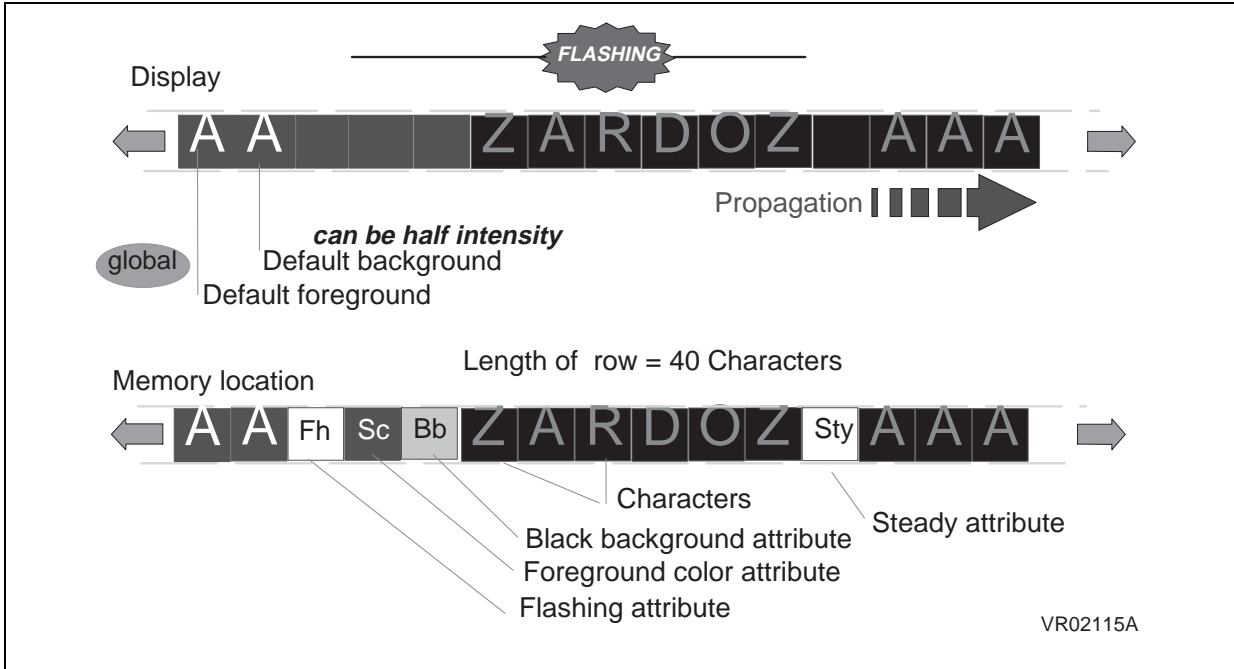 FLASHING
Display
A A Z A R D O Z A A A
Propagation
can be half intensity
global
Default background
Default foreground
Length of row = 40 Characters
Memory location
A A Fh Sc Bb Z A R D O Z Sty A A A
Characters
Steady attribute
Black background attribute
Foreground color attribute
Flashing attribute
VR02115A